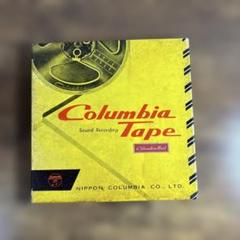 Columbia
Sound Recording
Tape
NIPPON COLUMBIA CO., LTD.